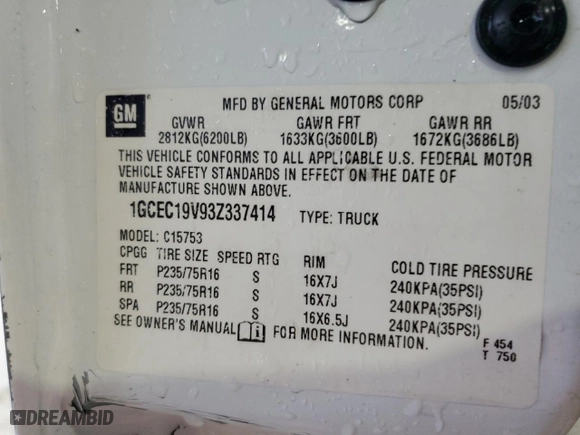 GM
MFD BY GENERAL MOTORS CORP 05/03
GVWR GAWR FRT GAWR RR
2812KG(6200LB) 1633KG(3600LB) 1672KG(3686LB)
THIS VEHICLE CONFORMS TO ALL APPLICABLE U.S. FEDERAL MOTOR
VEHICLE SAFETY STANDARDS IN EFFECT ON THE DATE OF
MANUFACTURE SHOWN ABOVE.
1GCEC19V93Z337414 TYPE: TRUCK
MODEL: C15753
CPGG TIRE SIZE SPEED RTG RIM COLD TIRE PRESSURE
FRT P235/75R16 S 16X7J 240KPA(35PSI)
RR P235/75R16 S 16X7J 240KPA(35PSI)
SPA P235/75R16 S 16X6.5J 240KPA(35PSI)
SEE OWNER'S MANUAL FOR MORE INFORMATION.
F 454
T 750
DREAMBID